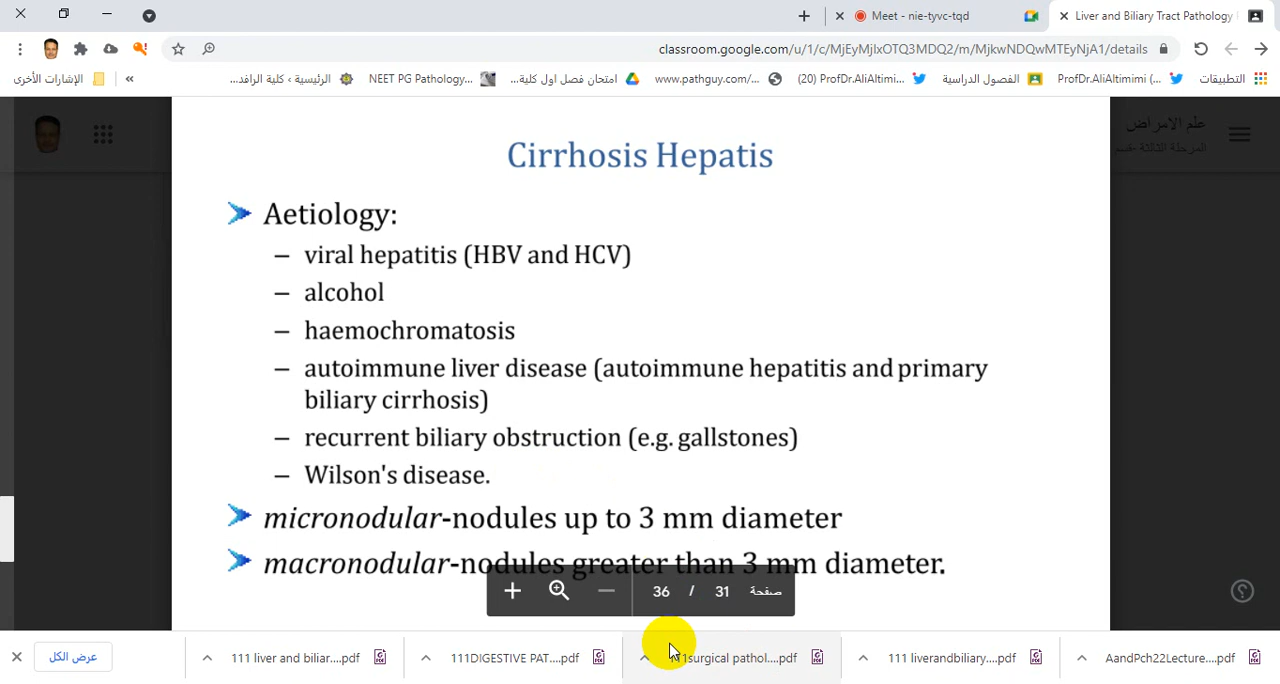 Meet - nie-tyvc-tqd
Liver and Biliary Tract Pathology
classroom.google.com/u/1/c/MjEyMjIxOTQ3MDQ2/m/MjkwNDQwMTEyNjA1/details
التطبيقات
ProfDr.AliAltimimi (...
الفصول الدراسية
(20) ProfDr.AliAltimi...
www.pathguy.com/...
امتحان فصل اول كلية...
NEET PG Pathology...
الرئيسية › كلية الرافد...
»
الإشارات الأخرى
علم الامراض
المرحلة الثالثة -قسم
Cirrhosis Hepatis
Aetiology:
– viral hepatitis (HBV and HCV)
– alcohol
– haemochromatosis
– autoimmune liver disease (autoimmune hepatitis and primary
biliary cirrhosis)
– recurrent biliary obstruction (e.g. gallstones)
– Wilson's disease.
micronodular-nodules up to 3 mm diameter
macronodular-nodules greater than 3 mm diameter.
صفحة 31 / 36
عرض الكل
111 liver and biliar....pdf
111DIGESTIVE PAT....pdf
surgical pathol....pdf
111 liverandbiliary....pdf
AandPch22Lecture....pdf